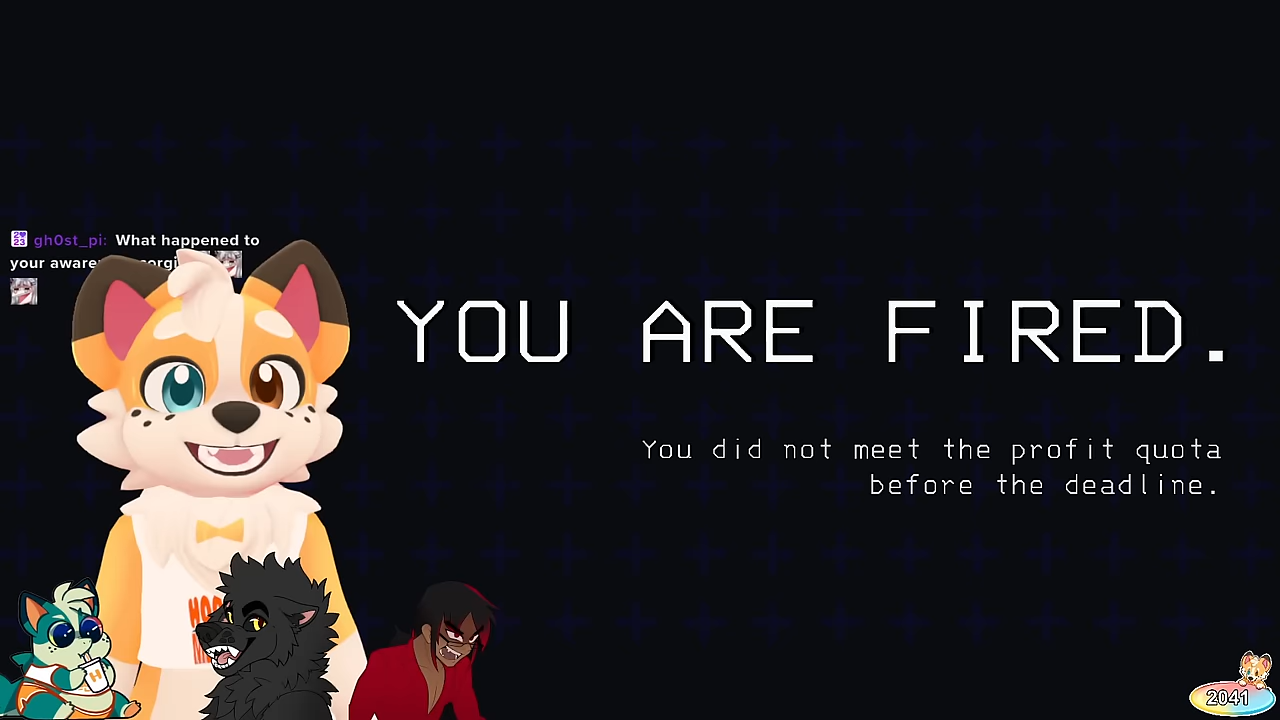 gh0st_pi: What happened to
your
YOU ARE FIRED.
You did not meet the profit quota
before the deadline.
H
2041